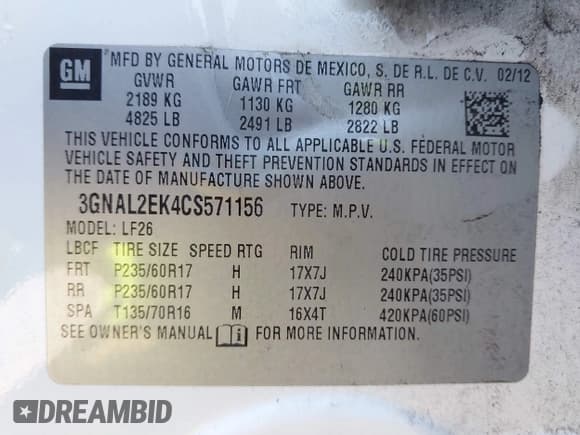 GM
MFD BY GENERAL MOTORS DE MEXICO, S. DE R.L. DE C.V. 02/12
GVWR GAWR FRT GAWR RR
2189 KG 1130 KG 1280 KG
4825 LB 2491 LB 2822 LB
THIS VEHICLE CONFORMS TO ALL APPLICABLE U.S. FEDERAL MOTOR
VEHICLE SAFETY AND THEFT PREVENTION STANDARDS IN EFFECT ON
THE DATE OF MANUFACTURE SHOWN ABOVE.
3GNAL2EK4CS571156 TYPE: M.P.V.
MODEL: LF26
LBCF TIRE SIZE SPEED RTG RIM COLD TIRE PRESSURE
FRT P235/60R17 H 17X7J 240KPA(35PSI)
RR P235/60R17 H 17X7J 240KPA(35PSI)
SPA T135/70R16 M 16X4T 420KPA(60PSI)
SEE OWNER'S MANUAL FOR MORE INFORMATION.
DREAMBID